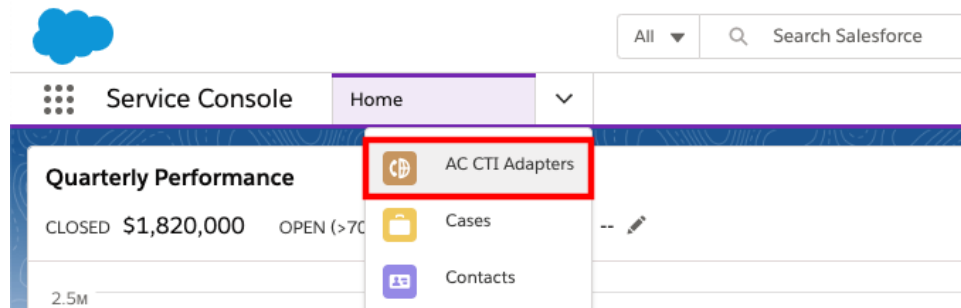 All
Search Salesforce
Service Console
Home
AC CTI Adapters
Quarterly Performance
CLOSED $1,820,000 OPEN (>70 -- 
Cases
Contacts
2.5M